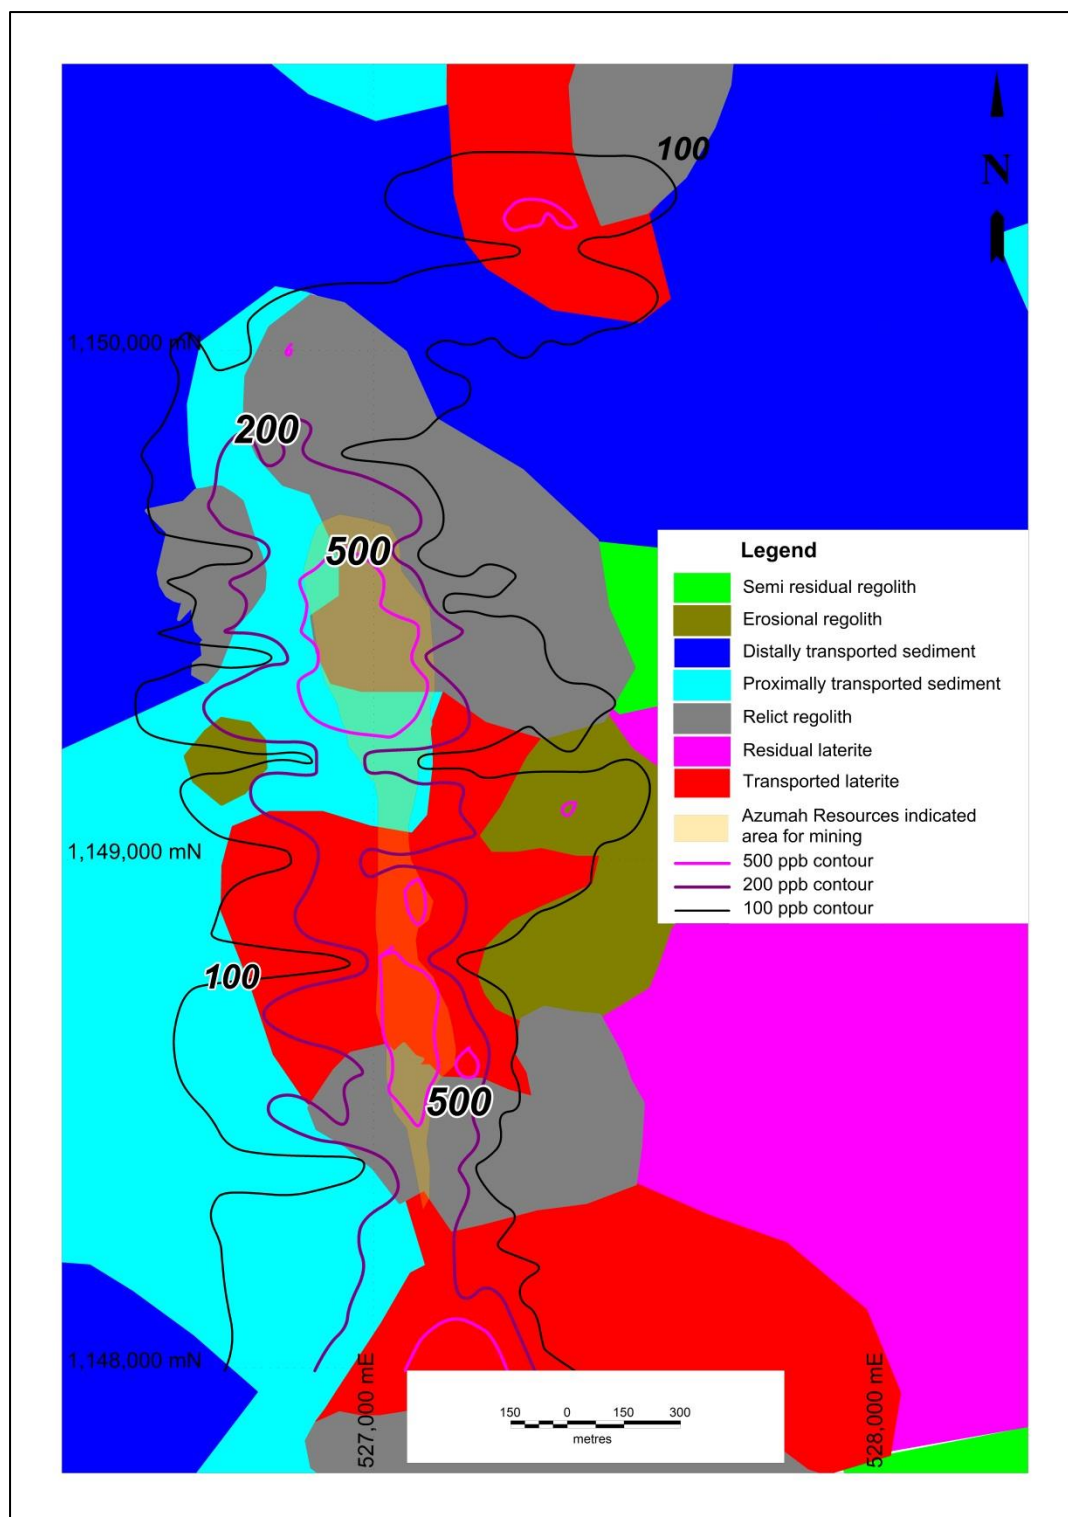 100
N
1,150,000 mN
200
500
Legend
Semi residual regolith
Erosional regolith
Distally transported sediment
Proximally transported sediment
Relict regolith
Residual laterite
Transported laterite
Azumah Resources indicated
area for mining
500 ppb contour
200 ppb contour
100 ppb contour
1,149,000 mN
100
500
1,148,000 mN
527,000 mE
528,000 mE
150 0 150 300
metres